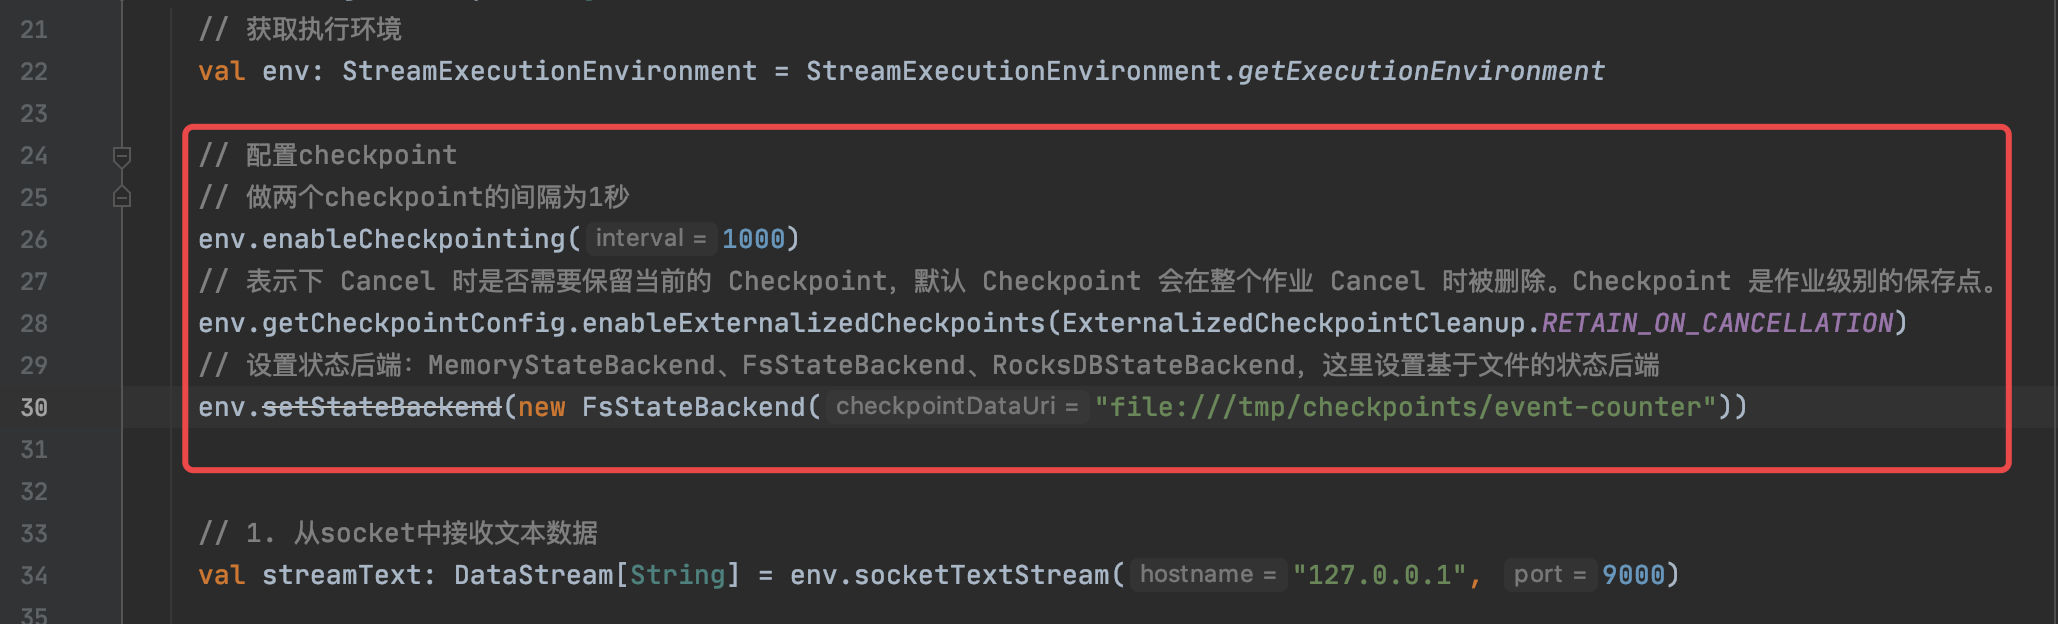 21 // 获取执行环境
22 val env: StreamExecutionEnvironment = StreamExecutionEnvironment.getExecutionEnvironment
23
24 // 配置checkpoint
25 // 做两个checkpoint的间隔为1秒
26 env.enableCheckpointing( interval = 1000)
27 // 表示下 Cancel 时是否需要保留当前的 Checkpoint，默认 Checkpoint 会在整个作业 Cancel 时被删除。Checkpoint 是作业级别的保存点。
28 env.getCheckpointConfig.enableExternalizedCheckpoints(ExternalizedCheckpointCleanup.RETAIN_ON_CANCELLATION)
29 // 设置状态后端：MemoryStateBackend、FsStateBackend、RocksDBStateBackend，这里设置基于文件的状态后端
30 env.setStateBackend(new FsStateBackend( checkpointDataUri = "file:///tmp/checkpoints/event-counter"))
31
32
33 // 1. 从socket中接收文本数据
34 val streamText: DataStream[String] = env.socketTextStream( hostname = "127.0.0.1", port = 9000)
35